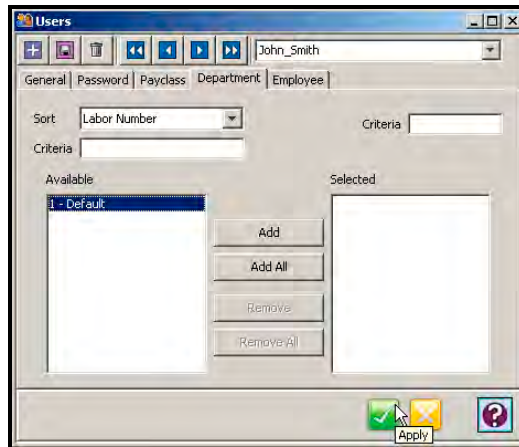 Users
John_Smith
General Password Payclass Department Employee
Sort Labor Number Criteria
Criteria
Available Selected
1 - Default
Add
Add All
Remove
Remove All
Apply